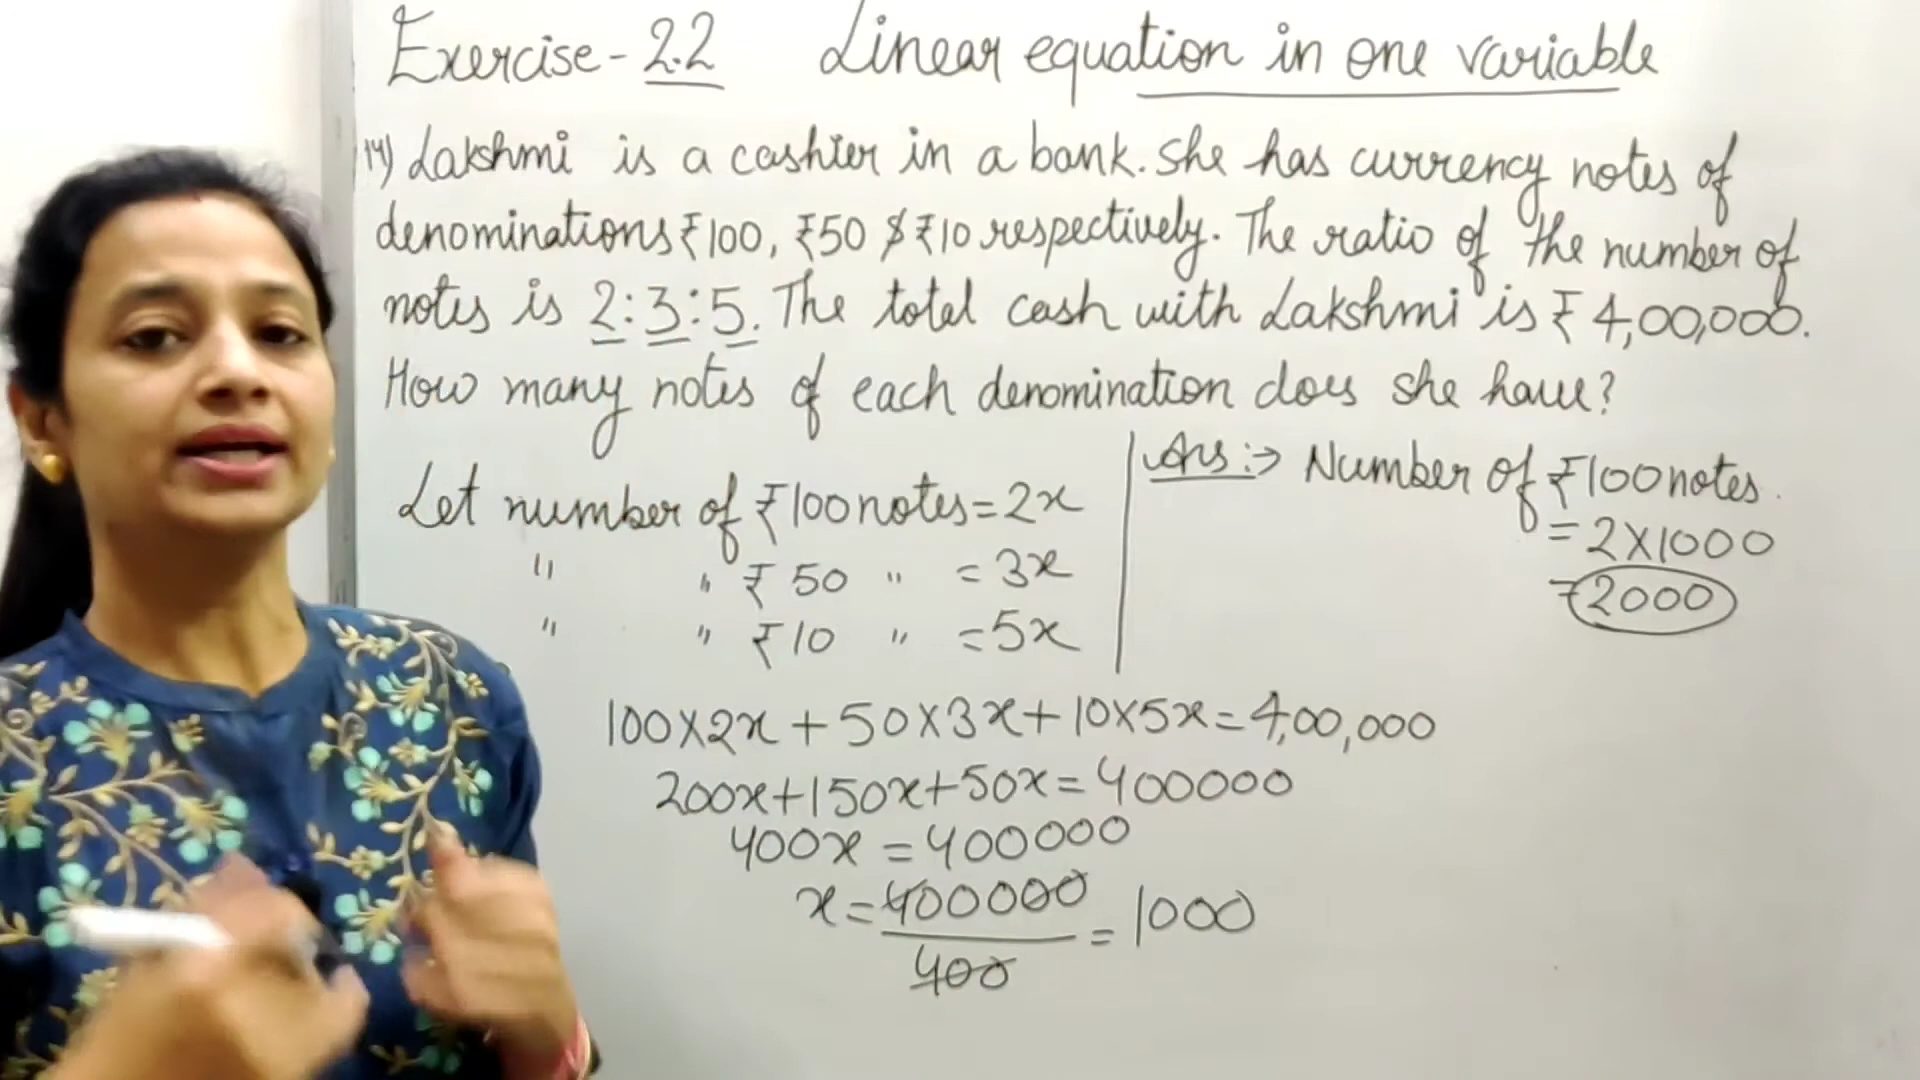 Exercise - 2.2 Linear equation in one variable
14) Lakshmi is a cashier in a bank. She has currency notes of
denominations ₹100, ₹50 & ₹10 respectively. The ratio of the number of
notes is 2:3:5. The total cash with Lakshmi is ₹4,00,000.
How many notes of each denomination does she have?
Let number of ₹100 notes = 2x
" " ₹50 " = 3x
" " ₹10 " = 5x
100×2x + 50×3x + 10×5x = 4,00,000
200x+150x+50x = 400000
400x = 400000
x = 400000
400
= 1000
Ans :→ Number of ₹100 notes
= 2×1000
= 2000